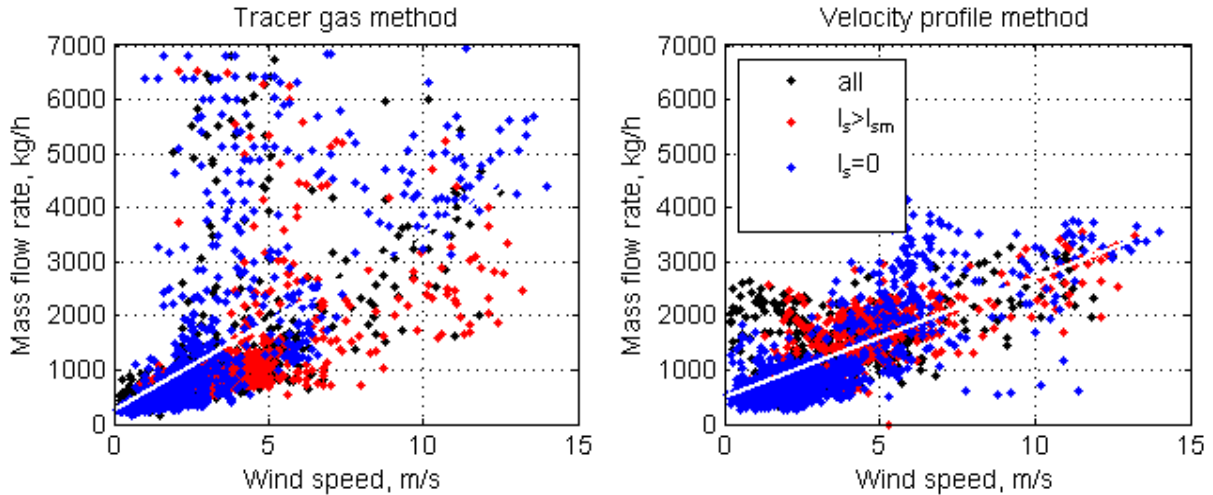 Tracer gas method
7000
6000
5000
4000
3000
2000
1000
0
Mass flow rate, kg/h
0 5 10 15
Wind speed, m/s
Velocity profile method
7000
6000
5000
4000
3000
2000
1000
0
Mass flow rate, kg/h
all
Is>Ism
Is=0
0 5 10 15
Wind speed, m/s